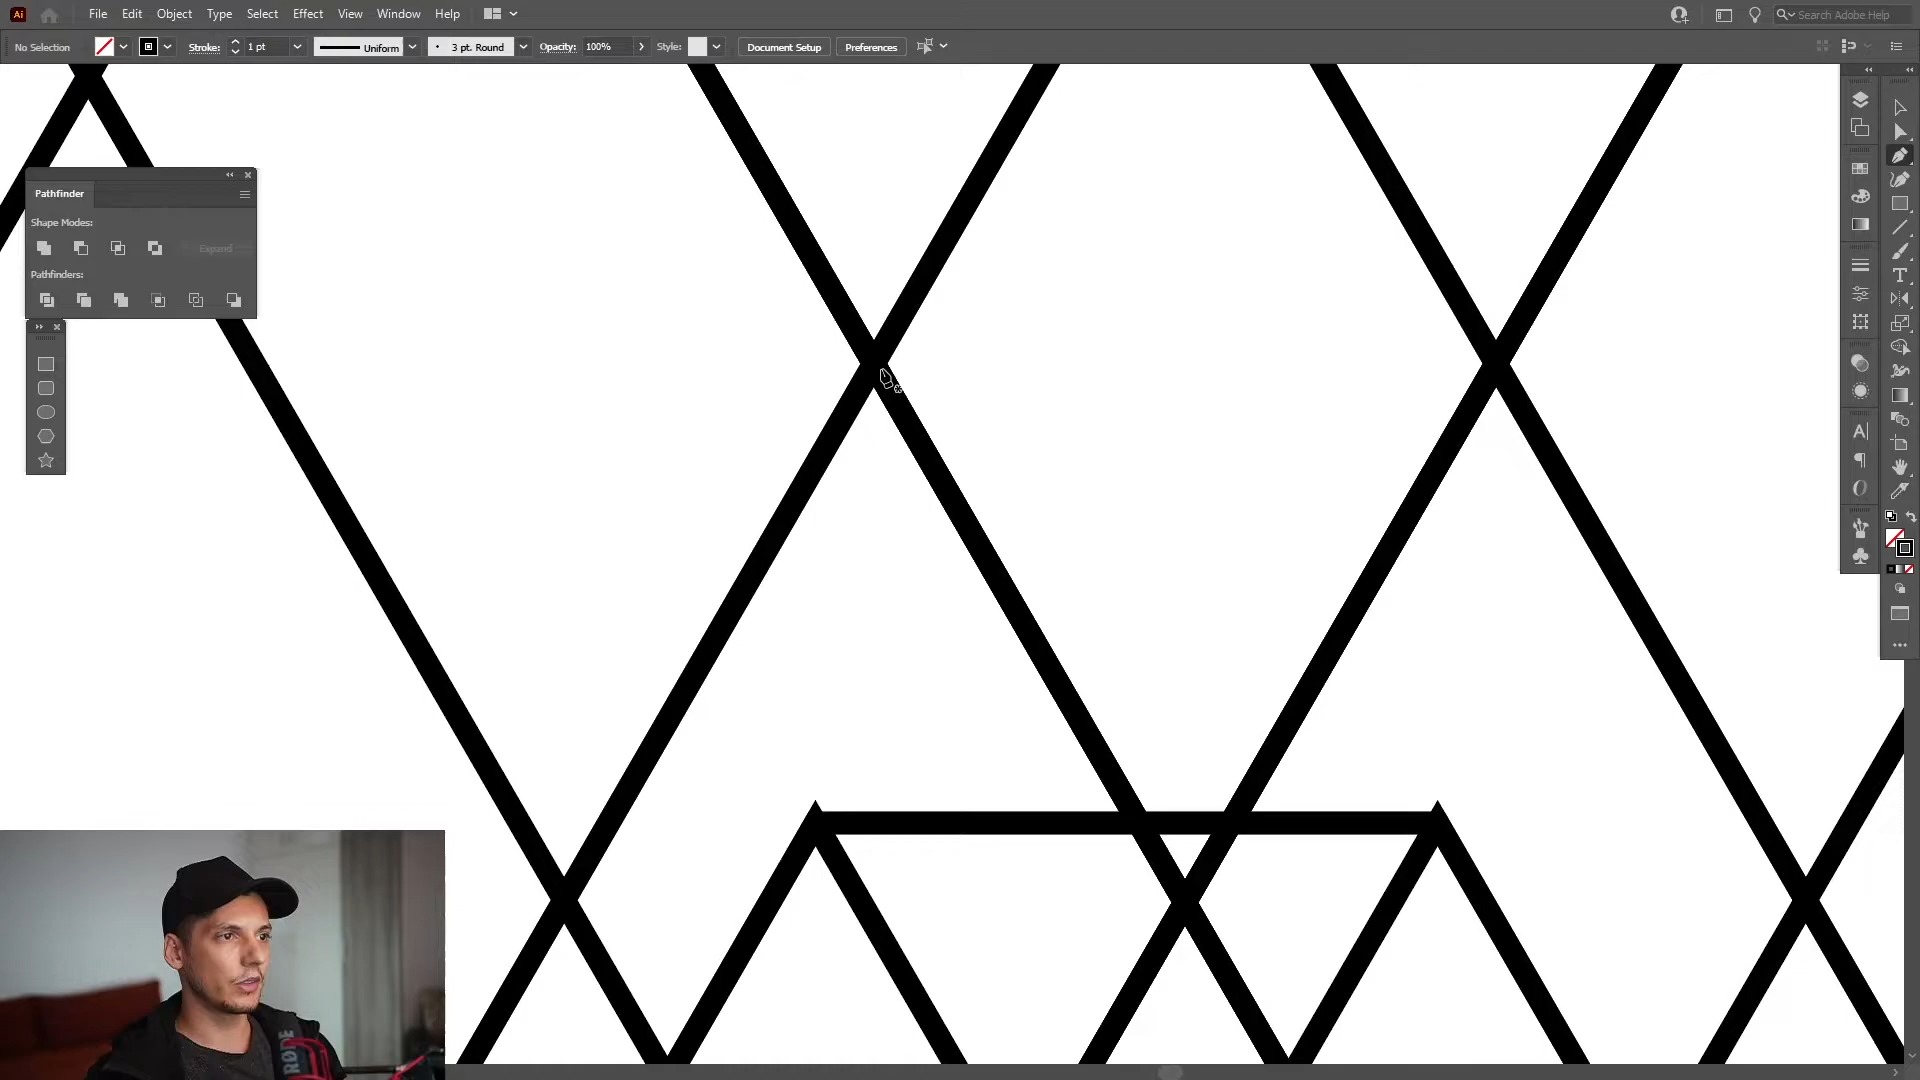 Ai File Edit Object Type Select Effect View Window Help Search Adobe Help
No Selection Stroke: 1 pt Uniform 3 pt. Round Opacity: 100% Style: Document Setup Preferences
Pathfinder
Shape Modes:
Expand
Pathfinders:
RØDE